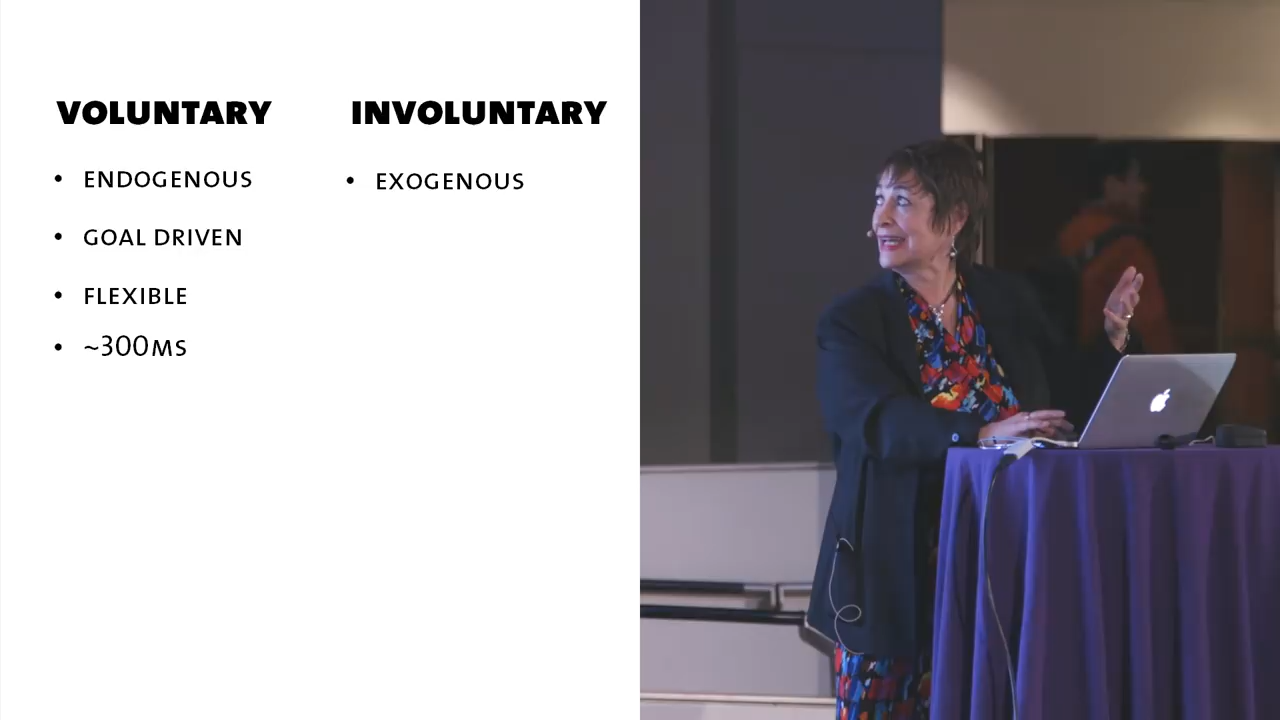 VOLUNTARY
• ENDOGENOUS
• GOAL DRIVEN
• FLEXIBLE
• ~300MS
INVOLUNTARY
• EXOGENOUS